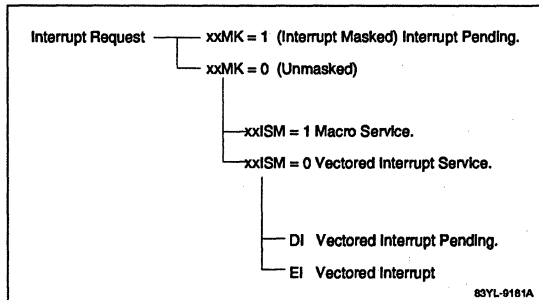 Interrupt Request xxMK = 1 (Interrupt Masked) Interrupt Pending.
xxMK = 0 (Unmasked)
xxISM = 1 Macro Service.
xxISM = 0 Vectored Interrupt Service.
DI Vectored Interrupt Pending.
EI Vectored Interrupt
83YL-9181A